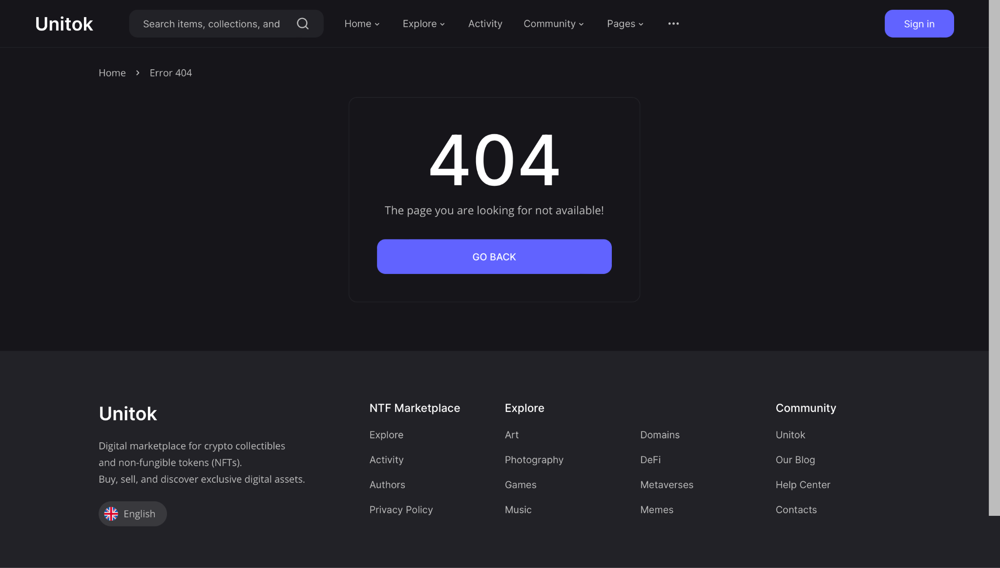 Unitok
Search items, collections, and
Home
Explore
Activity
Community
Pages
Sign in
Home
Error 404
404
The page you are looking for not available!
GO BACK
Unitok
Digital marketplace for crypto collectibles
and non-fungible tokens (NFTs).
Buy, sell, and discover exclusive digital assets.
English
NTF Marketplace
Explore
Activity
Authors
Privacy Policy
Explore
Art
Photography
Games
Music
Domains
DeFi
Metaverses
Memes
Community
Unitok
Our Blog
Help Center
Contacts